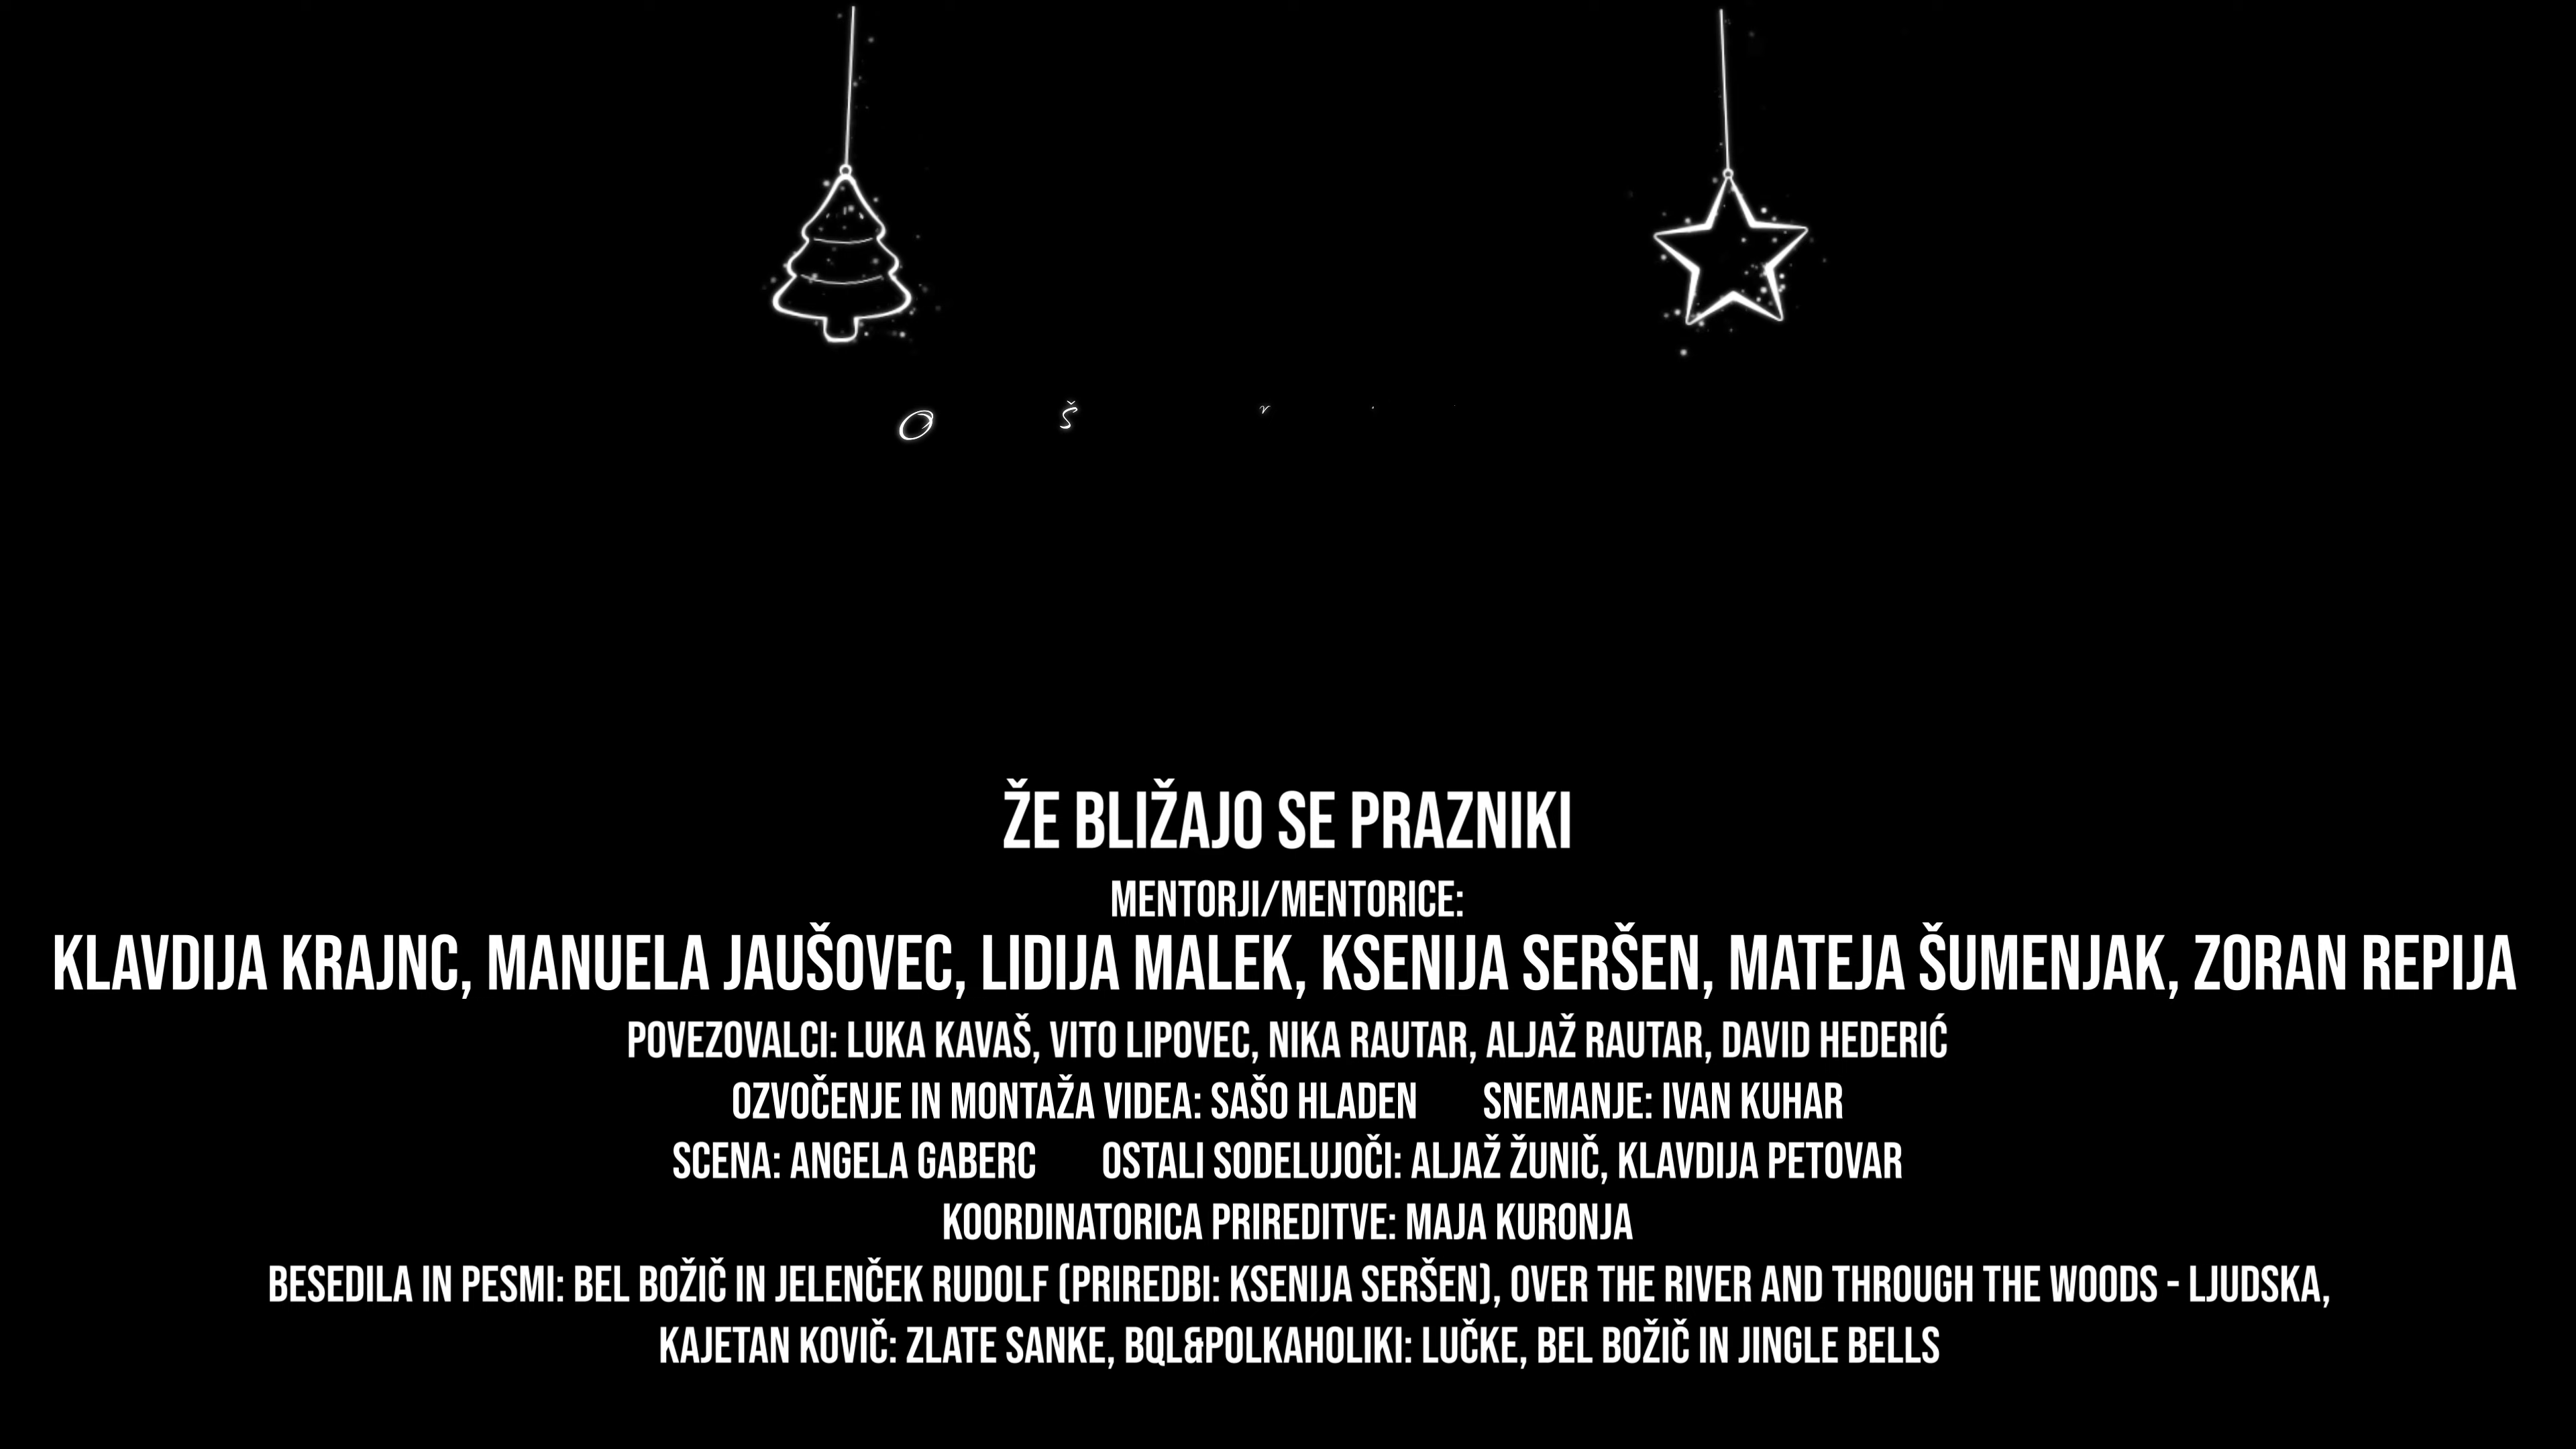 O Š r
ŽE BLIŽAJO SE PRAZNIKI
MENTORJI/MENTORICE:
KLAVDIJA KRAJNC, MANUELA JAUŠOVEC, LIDIJA MALEK, KSENIJA SERŠEN, MATEJA ŠUMENJAK, ZORAN REPIJA
POVEZOVALCI: LUKA KAVAŠ, VITO LIPOVEC, NIKA RAUTAR, ALJAŽ RAUTAR, DAVID HEDERIĆ
OZVOČENJE IN MONTAŽA VIDEA: SAŠO HLADEN SNEMANJE: IVAN KUHAR
SCENA: ANGELA GABERC OSTALI SODELUJOČI: ALJAŽ ŽUNIČ, KLAVDIJA PETOVAR
KOORDINATORICA PRIREDITVE: MAJA KURONJA
BESEDILA IN PESMI: BEL BOŽIČ IN JELENČEK RUDOLF (PRIREDBI: KSENIJA SERŠEN), OVER THE RIVER AND THROUGH THE WOODS - LJUDSKA,
KAJETAN KOVIČ: ZLATE SANKE, BQL&POLKAHOLIKI: LUČKE, BEL BOŽIČ IN JINGLE BELLS